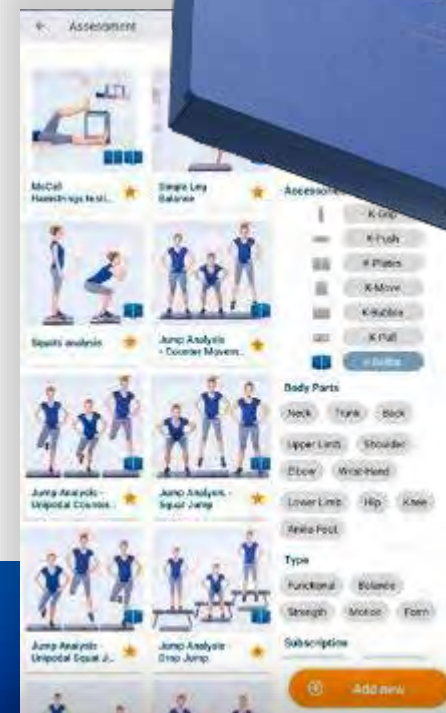 Assessment
McCall
Hamstrings testi...
Single Leg
Balance
Squats analysis
Jump Analysis
- Counter Movem...
Jump Analysis -
Unipodal Counter...
Jump Analysis -
Squat Jump
Jump Analysis -
Unipodal Squat J...
Jump Analysis -
Drop Jump
K-Grip
K-Push
K-Plates
K-Move
K-Bubble
K-Pull
Body Parts
Neck Trunk Back
Upper Limb Shoulder
Elbow Wrist-Hand
Lower Limb Hip Knee
Ankle-Foot
Type
Functional Balance
Strength Motion Form
Subscription
Add new